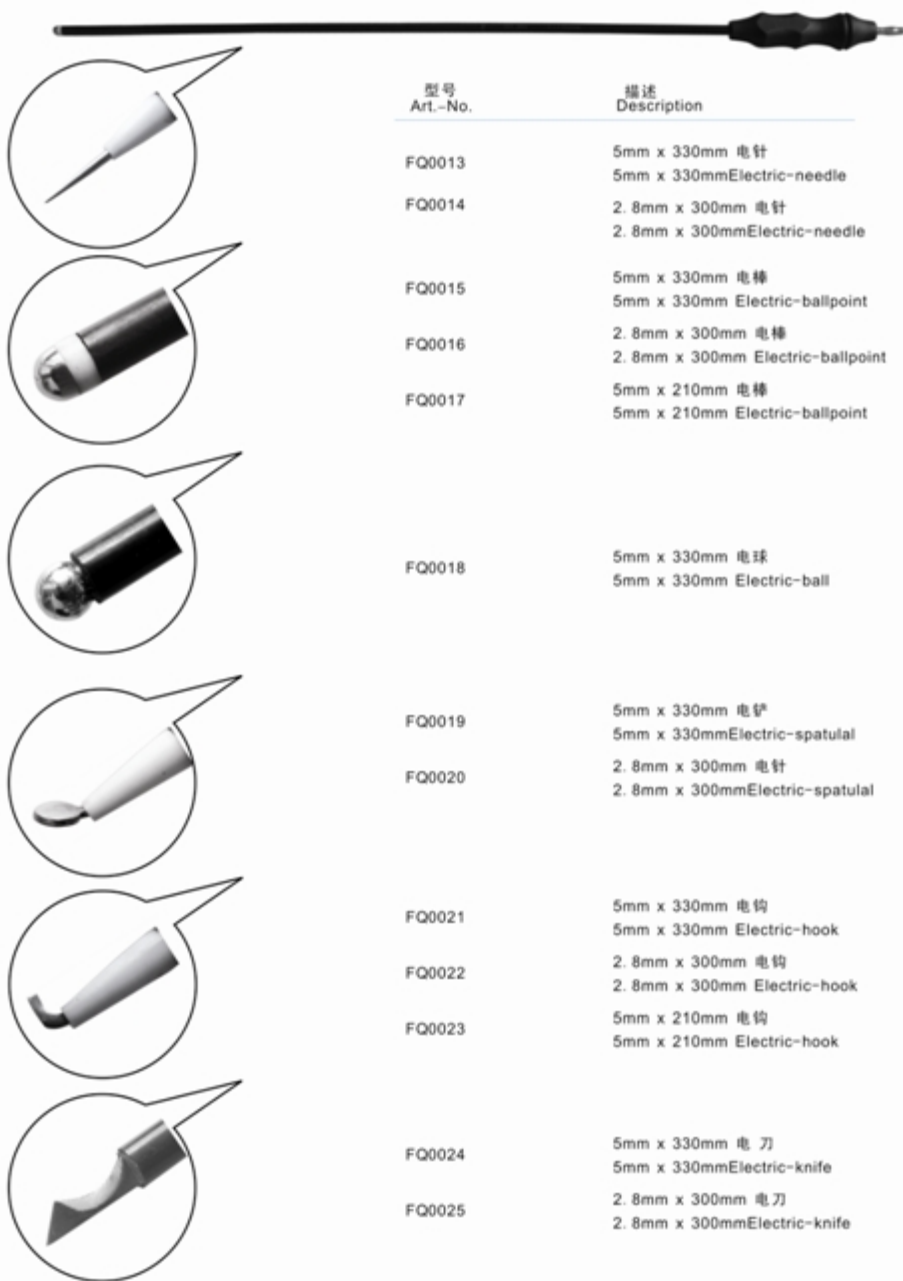 型号
Art.-No.
描述
Description
FQ0013
5mm x 330mm 电针
5mm x 330mmElectric-needle
FQ0014
2.8mm x 300mm 电针
2.8mm x 300mmElectric-needle
FQ0015
5mm x 330mm 电棒
5mm x 330mm Electric-ballpoint
FQ0016
2.8mm x 300mm 电棒
2.8mm x 300mm Electric-ballpoint
FQ0017
5mm x 210mm 电棒
5mm x 210mm Electric-ballpoint
FQ0018
5mm x 330mm 电球
5mm x 330mm Electric-ball
FQ0019
5mm x 330mm 电铲
5mm x 330mmElectric-spatulal
FQ0020
2.8mm x 300mm 电针
2.8mm x 300mmElectric-spatulal
FQ0021
5mm x 330mm 电钩
5mm x 330mm Electric-hook
FQ0022
2.8mm x 300mm 电钩
2.8mm x 300mm Electric-hook
FQ0023
5mm x 210mm 电钩
5mm x 210mm Electric-hook
FQ0024
5mm x 330mm 电 刀
5mm x 330mmElectric-knife
FQ0025
2.8mm x 300mm 电刀
2.8mm x 300mmElectric-knife